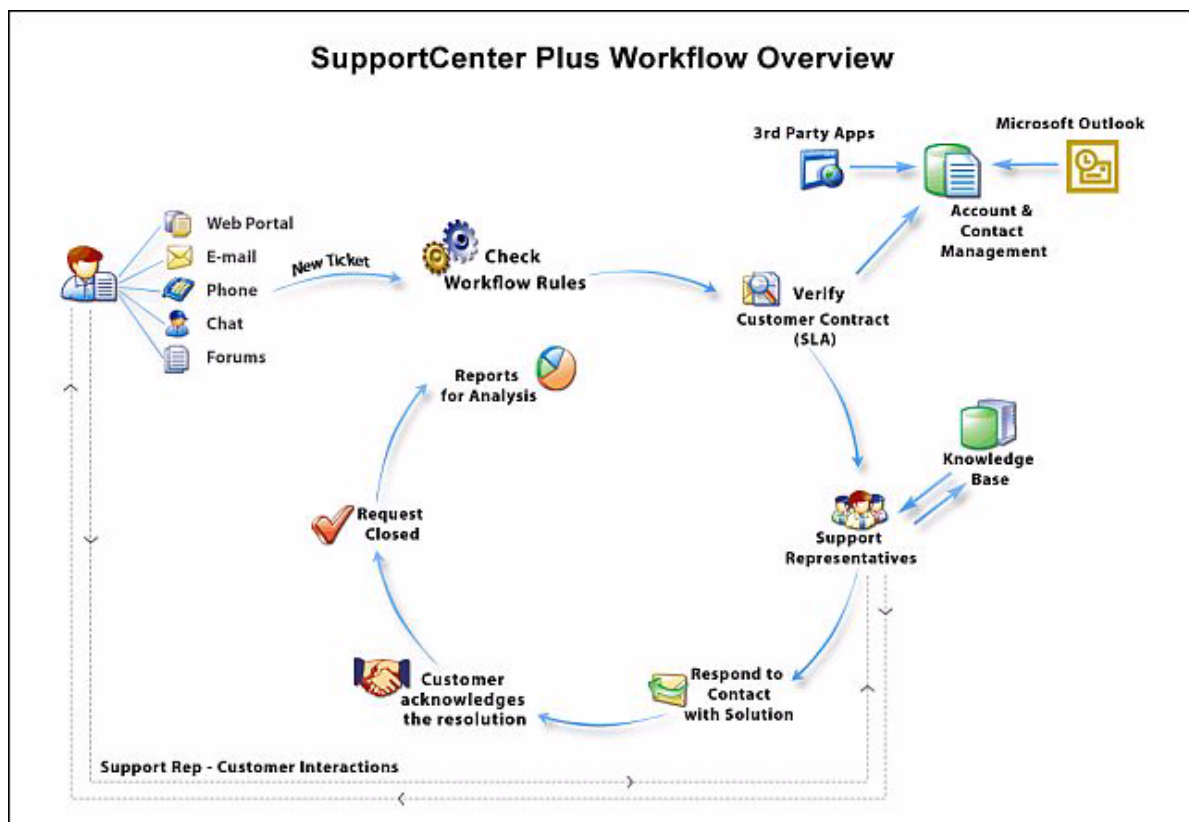 SupportCenter Plus Workflow Overview
3rd Party Apps
Microsoft Outlook
Account &
Contact
Management
Web Portal
E-mail
Phone
Chat
Forums
New Ticket
Check
Workflow Rules
Verify
Customer Contract
(SLA)
Reports
for Analysis
Knowledge
Base
Request
Closed
Support
Representatives
Respond to
Contact
with Solution
Customer
acknowledges
the resolution
Support Rep - Customer Interactions